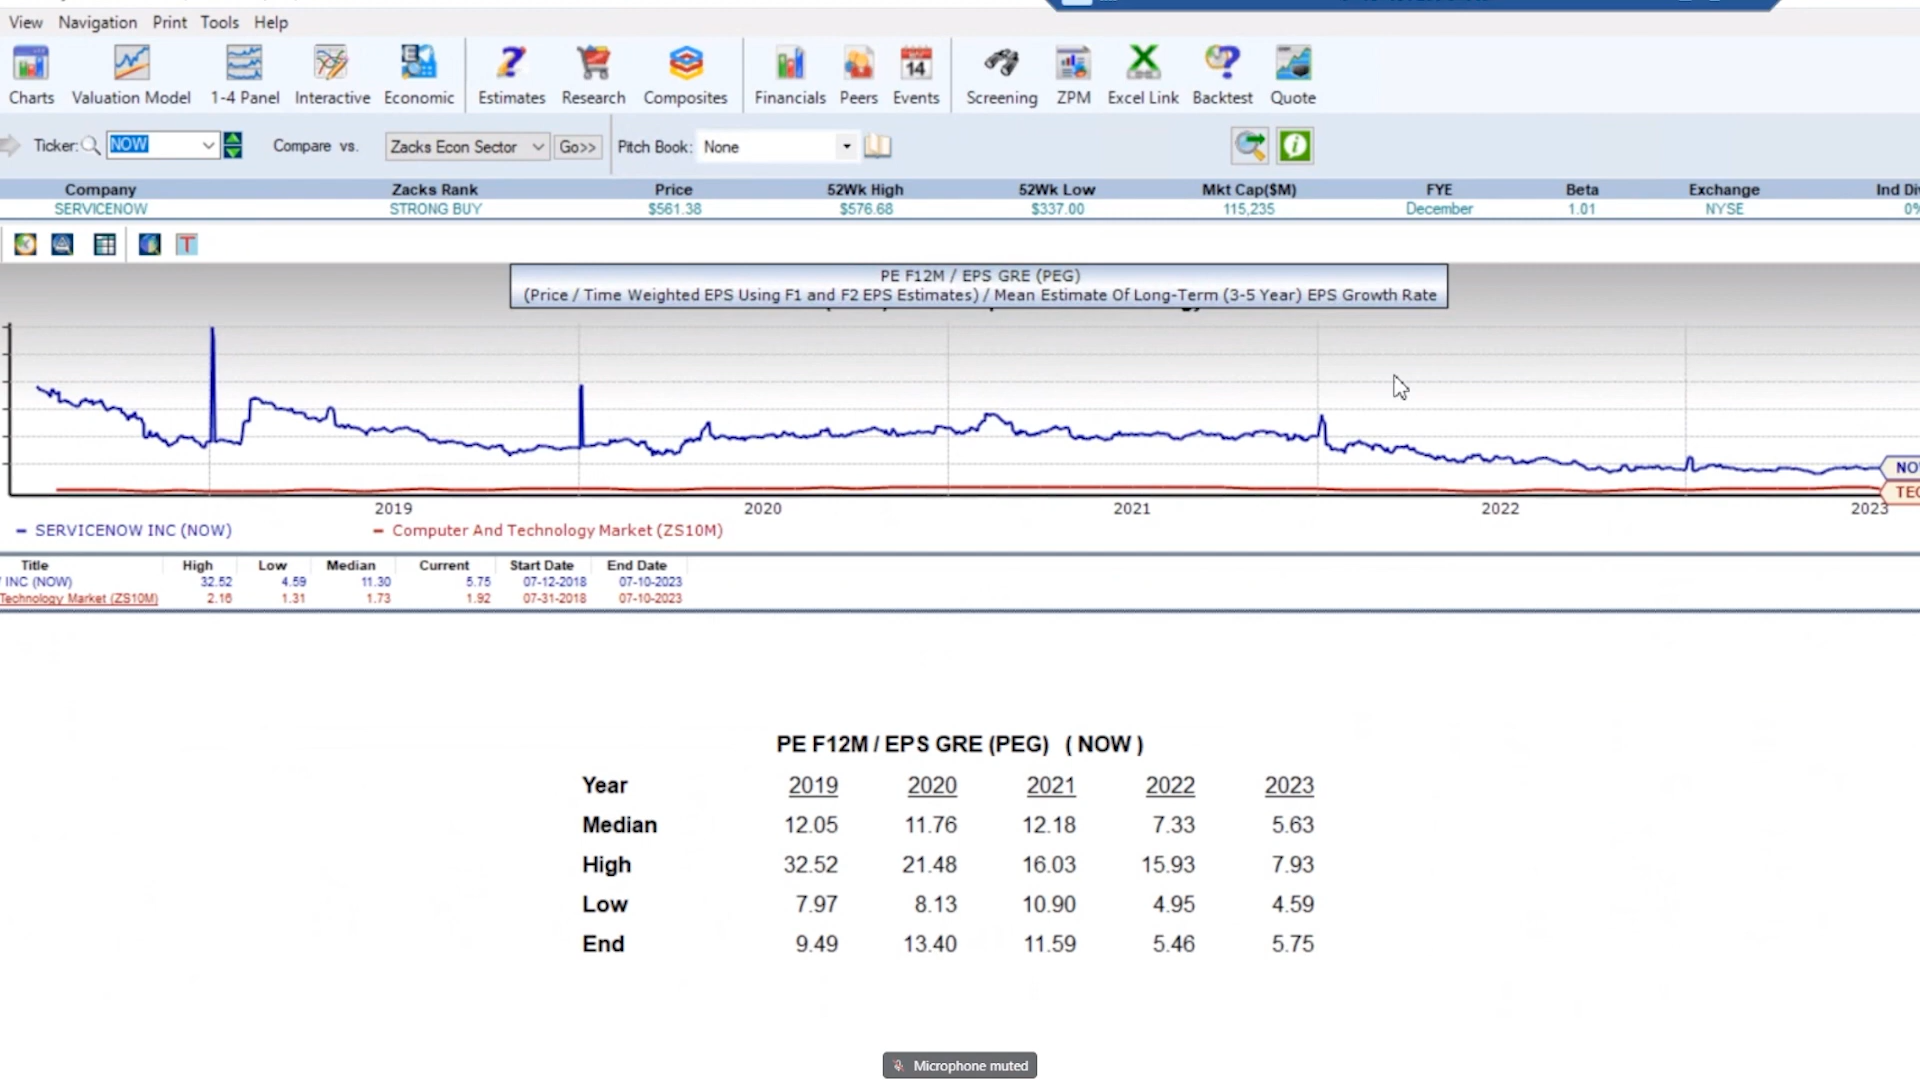 View Navigation Print Tools Help
Charts Valuation Model 1-4 Panel Interactive Economic Estimates Research Composites Financials Peers Events Screening ZPM Excel Link Backtest Quote
14
Ticker: NOW Compare vs. Zacks Econ Sector Go>> Pitch Book: None
Company Zacks Rank Price 52Wk High 52Wk Low Mkt Cap($M) FYE Beta Exchange Ind Di
SERVICENOW STRONG BUY $561.38 $576.68 $337.00 115,235 December 1.01 NYSE 0%
T
PE F12M / EPS GRE (PEG)
(Price / Time Weighted EPS Using F1 and F2 EPS Estimates) / Mean Estimate Of Long-Term (3-5 Year) EPS Growth Rate
NO
TEC
2019 2020 2021 2022 2023
SERVICENOW INC (NOW) Computer And Technology Market (ZS10M)
Title High Low Median Current Start Date End Date
INC (NOW) 32.52 4.59 11.30 5.75 07-12-2018 07-10-2023
Technology Market (ZS10M) 2.16 1.31 1.73 1.92 07-31-2018 07-10-2023
PE F12M / EPS GRE (PEG) ( NOW )
Year 2019 2020 2021 2022 2023
Median 12.05 11.76 12.18 7.33 5.63
High 32.52 21.48 16.03 15.93 7.93
Low 7.97 8.13 10.90 4.95 4.59
End 9.49 13.40 11.59 5.46 5.75
Microphone muted